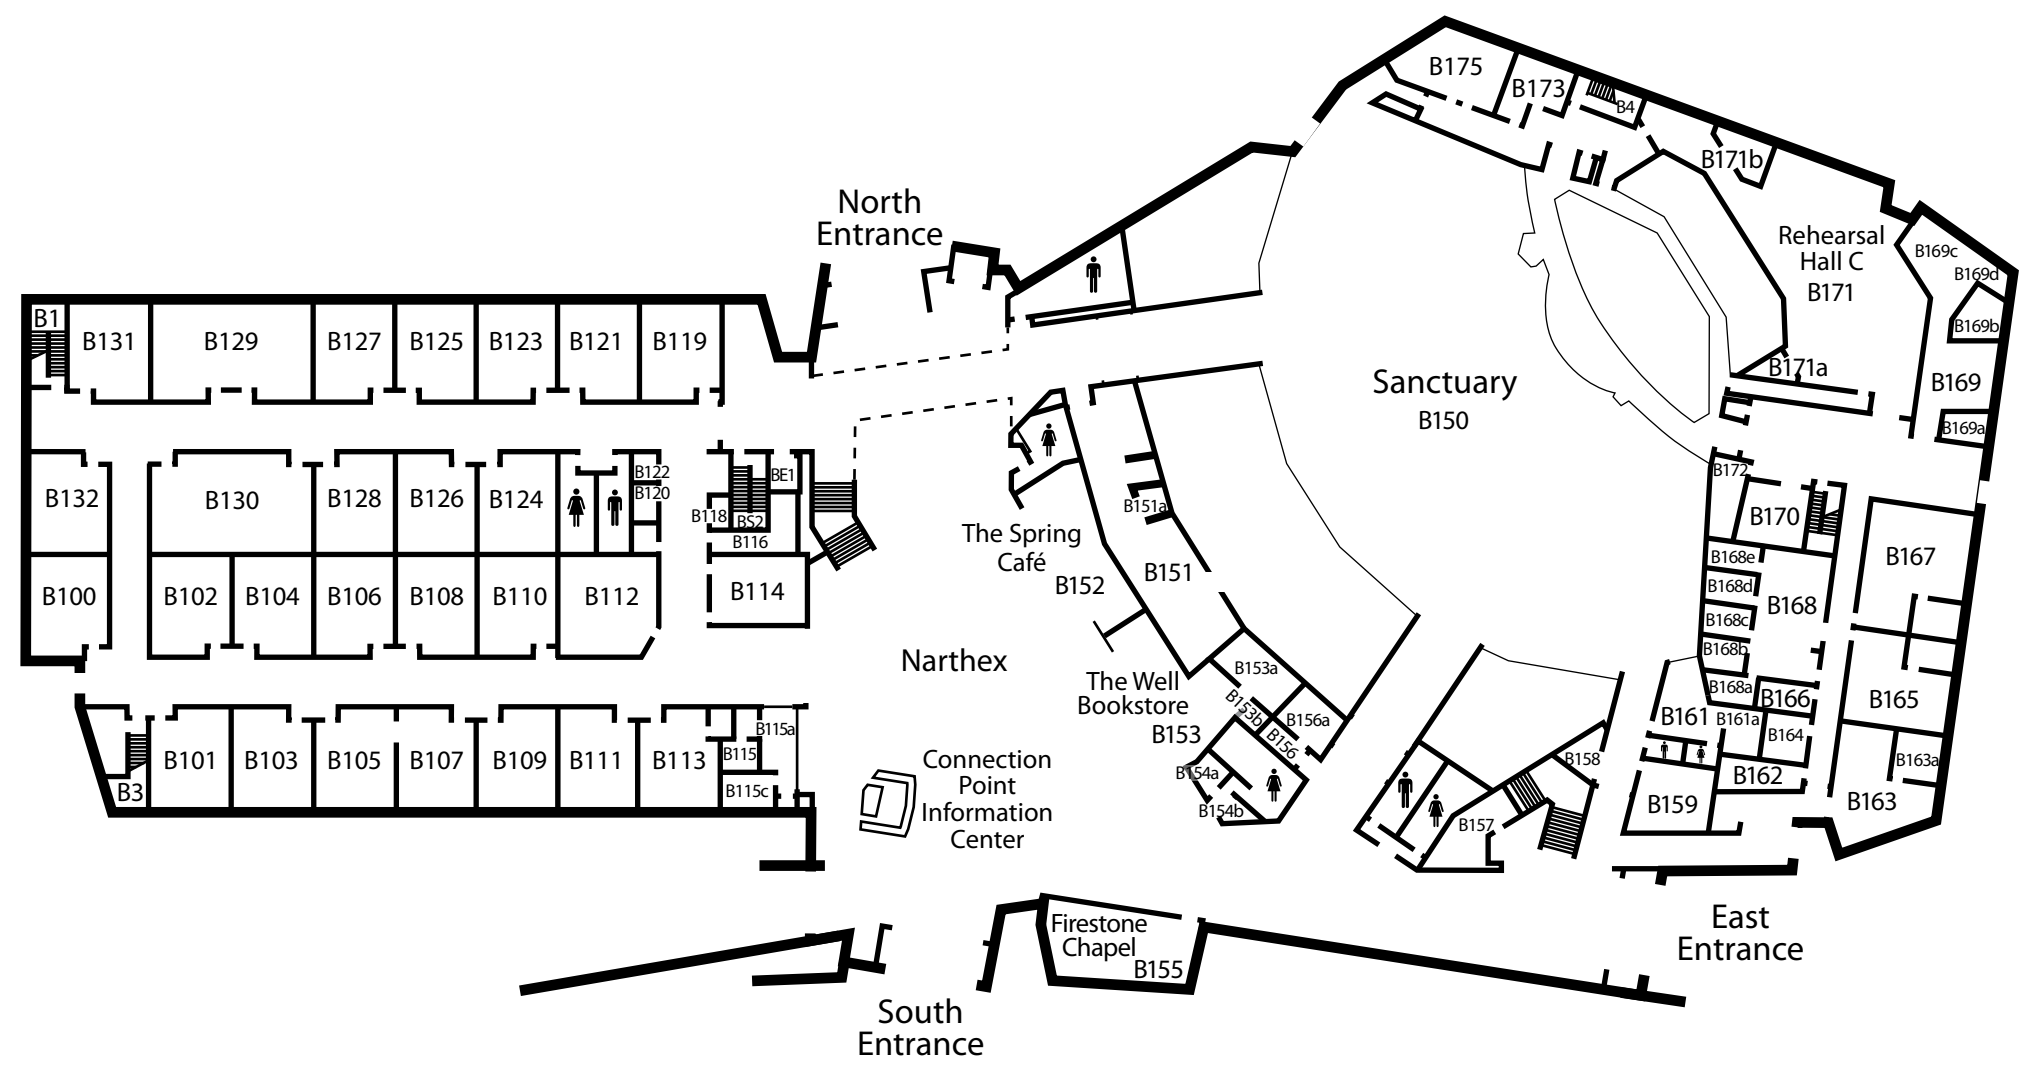 B175
B173
B4
B171b
North
Entrance
Rehearsal
Hall C
B171
B169c
B169d
B169b
B1
B131
B129
B127
B125
B123
B121
B119
B171a
Sanctuary
B150
B169
B169a
B132
B130
B128
B126
B124
B122
B120
B118
BE1
BS2
B116
B151a
B172
B170
The Spring
Café
B152
B151
B168e
B168d
B168
B168c
B168b
B168a
B167
B100
B102
B104
B106
B108
B110
B112
B114
Narthex
B153a
The Well
Bookstore
B153
B153b
B156a
B156
B166
B165
B161
B161a
B164
B162
B101
B103
B105
B107
B109
B111
B113
B115
B115a
B115c
B3
Connection
Point
Information
Center
B154a
B154b
B158
B157
B159
B163a
B163
Firestone
Chapel
B155
East
Entrance
South
Entrance